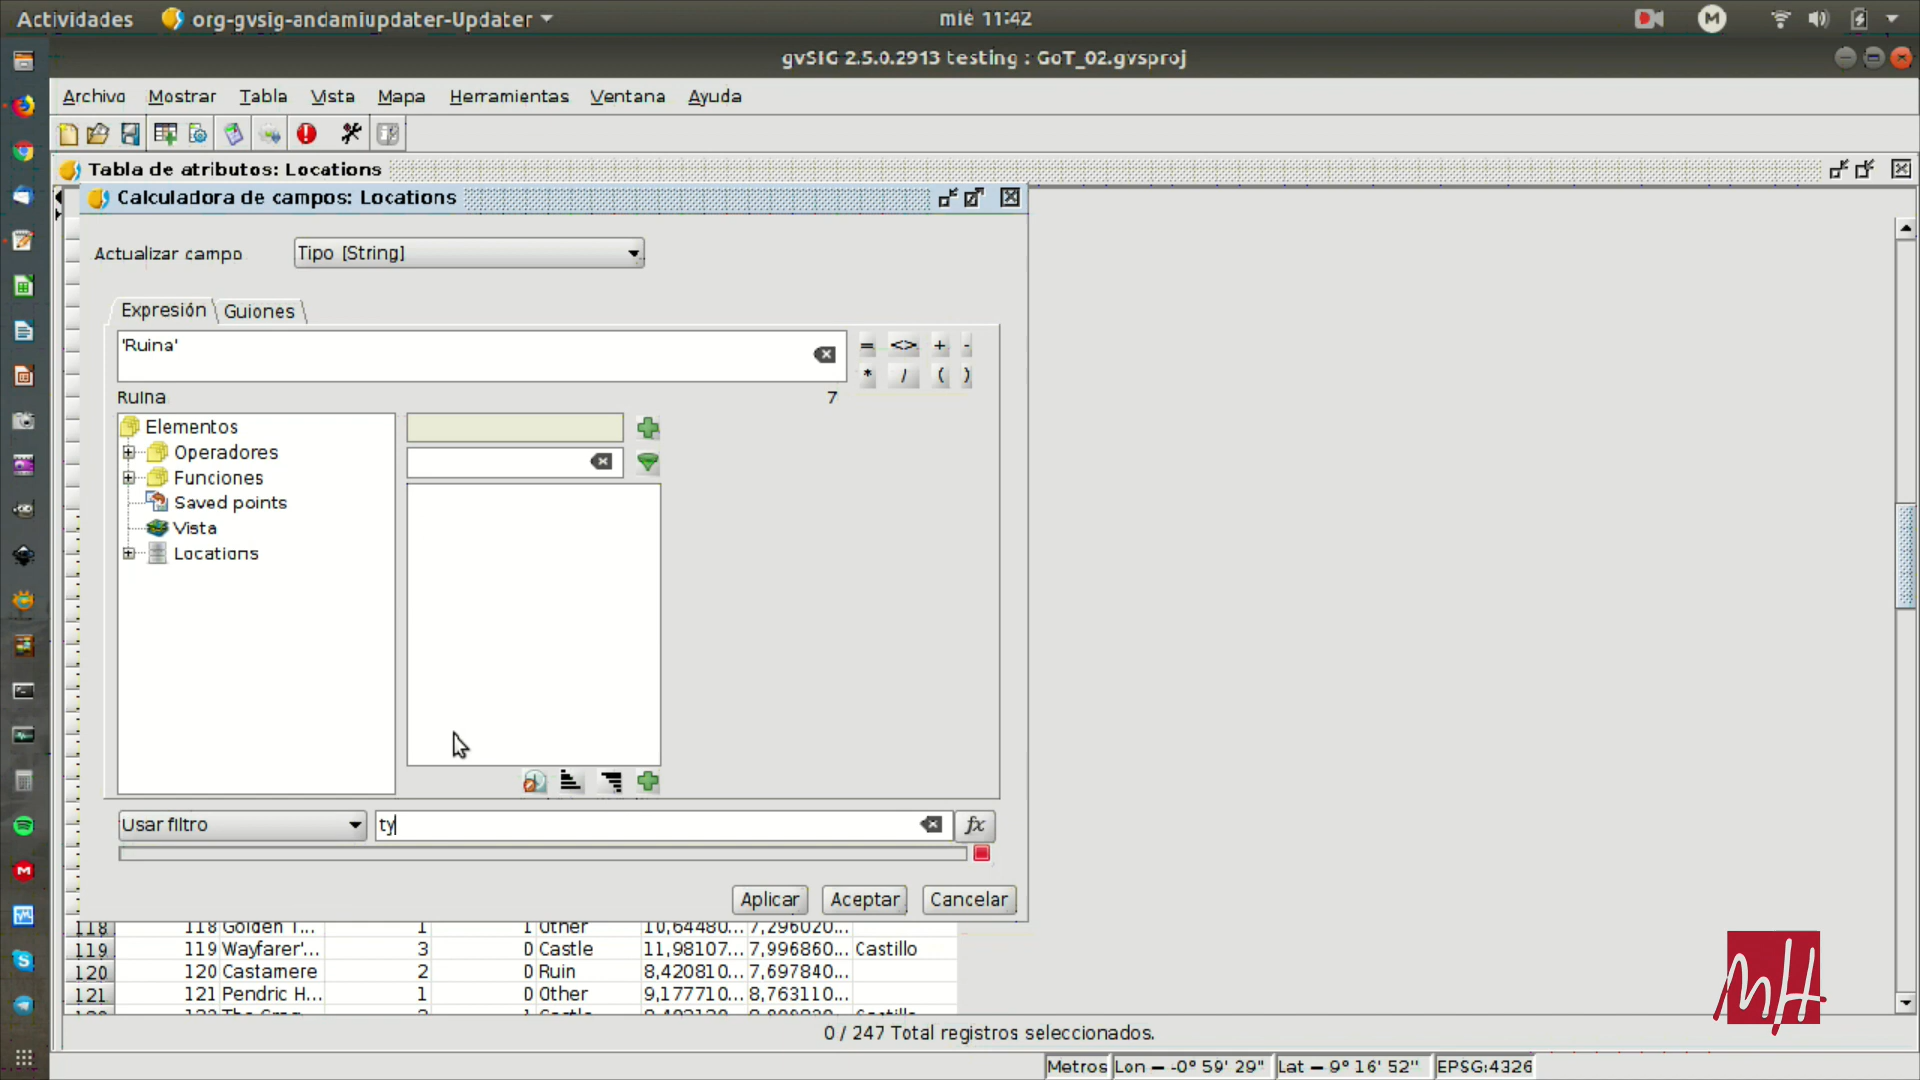 Actividades org-gvsig-andamiupdater-Updater mié 11:42 M
gvSIG 2.5.0.2913 testing : GoT_02.gvsproj
Archivo Mostrar Tabla Vista Mapa Herramientas Ventana Ayuda
Tabla de atributos: Locations
Calculadora de campos: Locations
Actualizar campo Tipo [String]
Expresión Guiones
'Ruina' = <> + -
* / ( )
Ruina 7
Elementos
Operadores
Funciones
Saved points
Vista
Locations
Usar filtro ty fx
Aplicar Aceptar Cancelar
118 118 Golden T... 1 1 Other 10,64480... 7,296020...
119 119 Wayfarer'... 3 0 Castle 11,98107... 7,996860... Castillo
120 120 Castamere 2 0 Ruin 8,420810... 7,697840...
121 121 Pendric H... 1 0 Other 9,177710... 8,763110...
0 / 247 Total registros seleccionados.
Metros Lon = -0° 59' 29" Lat = 9° 16' 52" EPSG:4326
MH